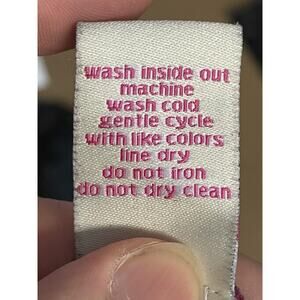 wash inside out
machine
wash cold
gentle cycle
with like colors
line dry
do not iron
do not dry clean